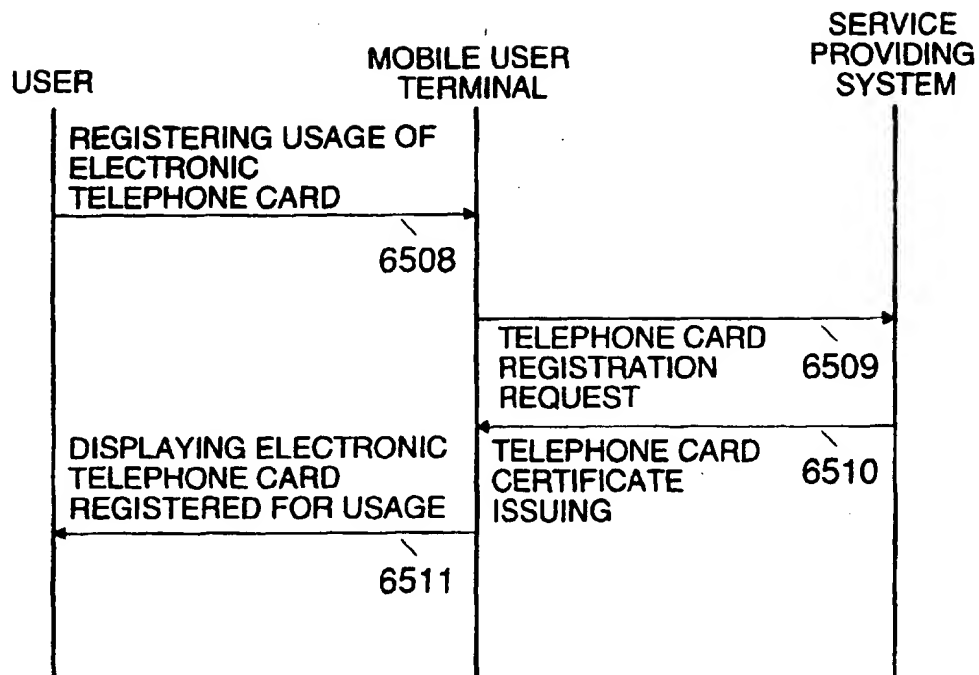 USER
MOBILE USER
TERMINAL
SERVICE
PROVIDING
SYSTEM
REGISTERING USAGE OF
ELECTRONIC
TELEPHONE CARD
6508
TELEPHONE CARD
REGISTRATION
REQUEST
6509
TELEPHONE CARD
CERTIFICATE
ISSUING
6510
DISPLAYING ELECTRONIC
TELEPHONE CARD
REGISTERED FOR USAGE
6511